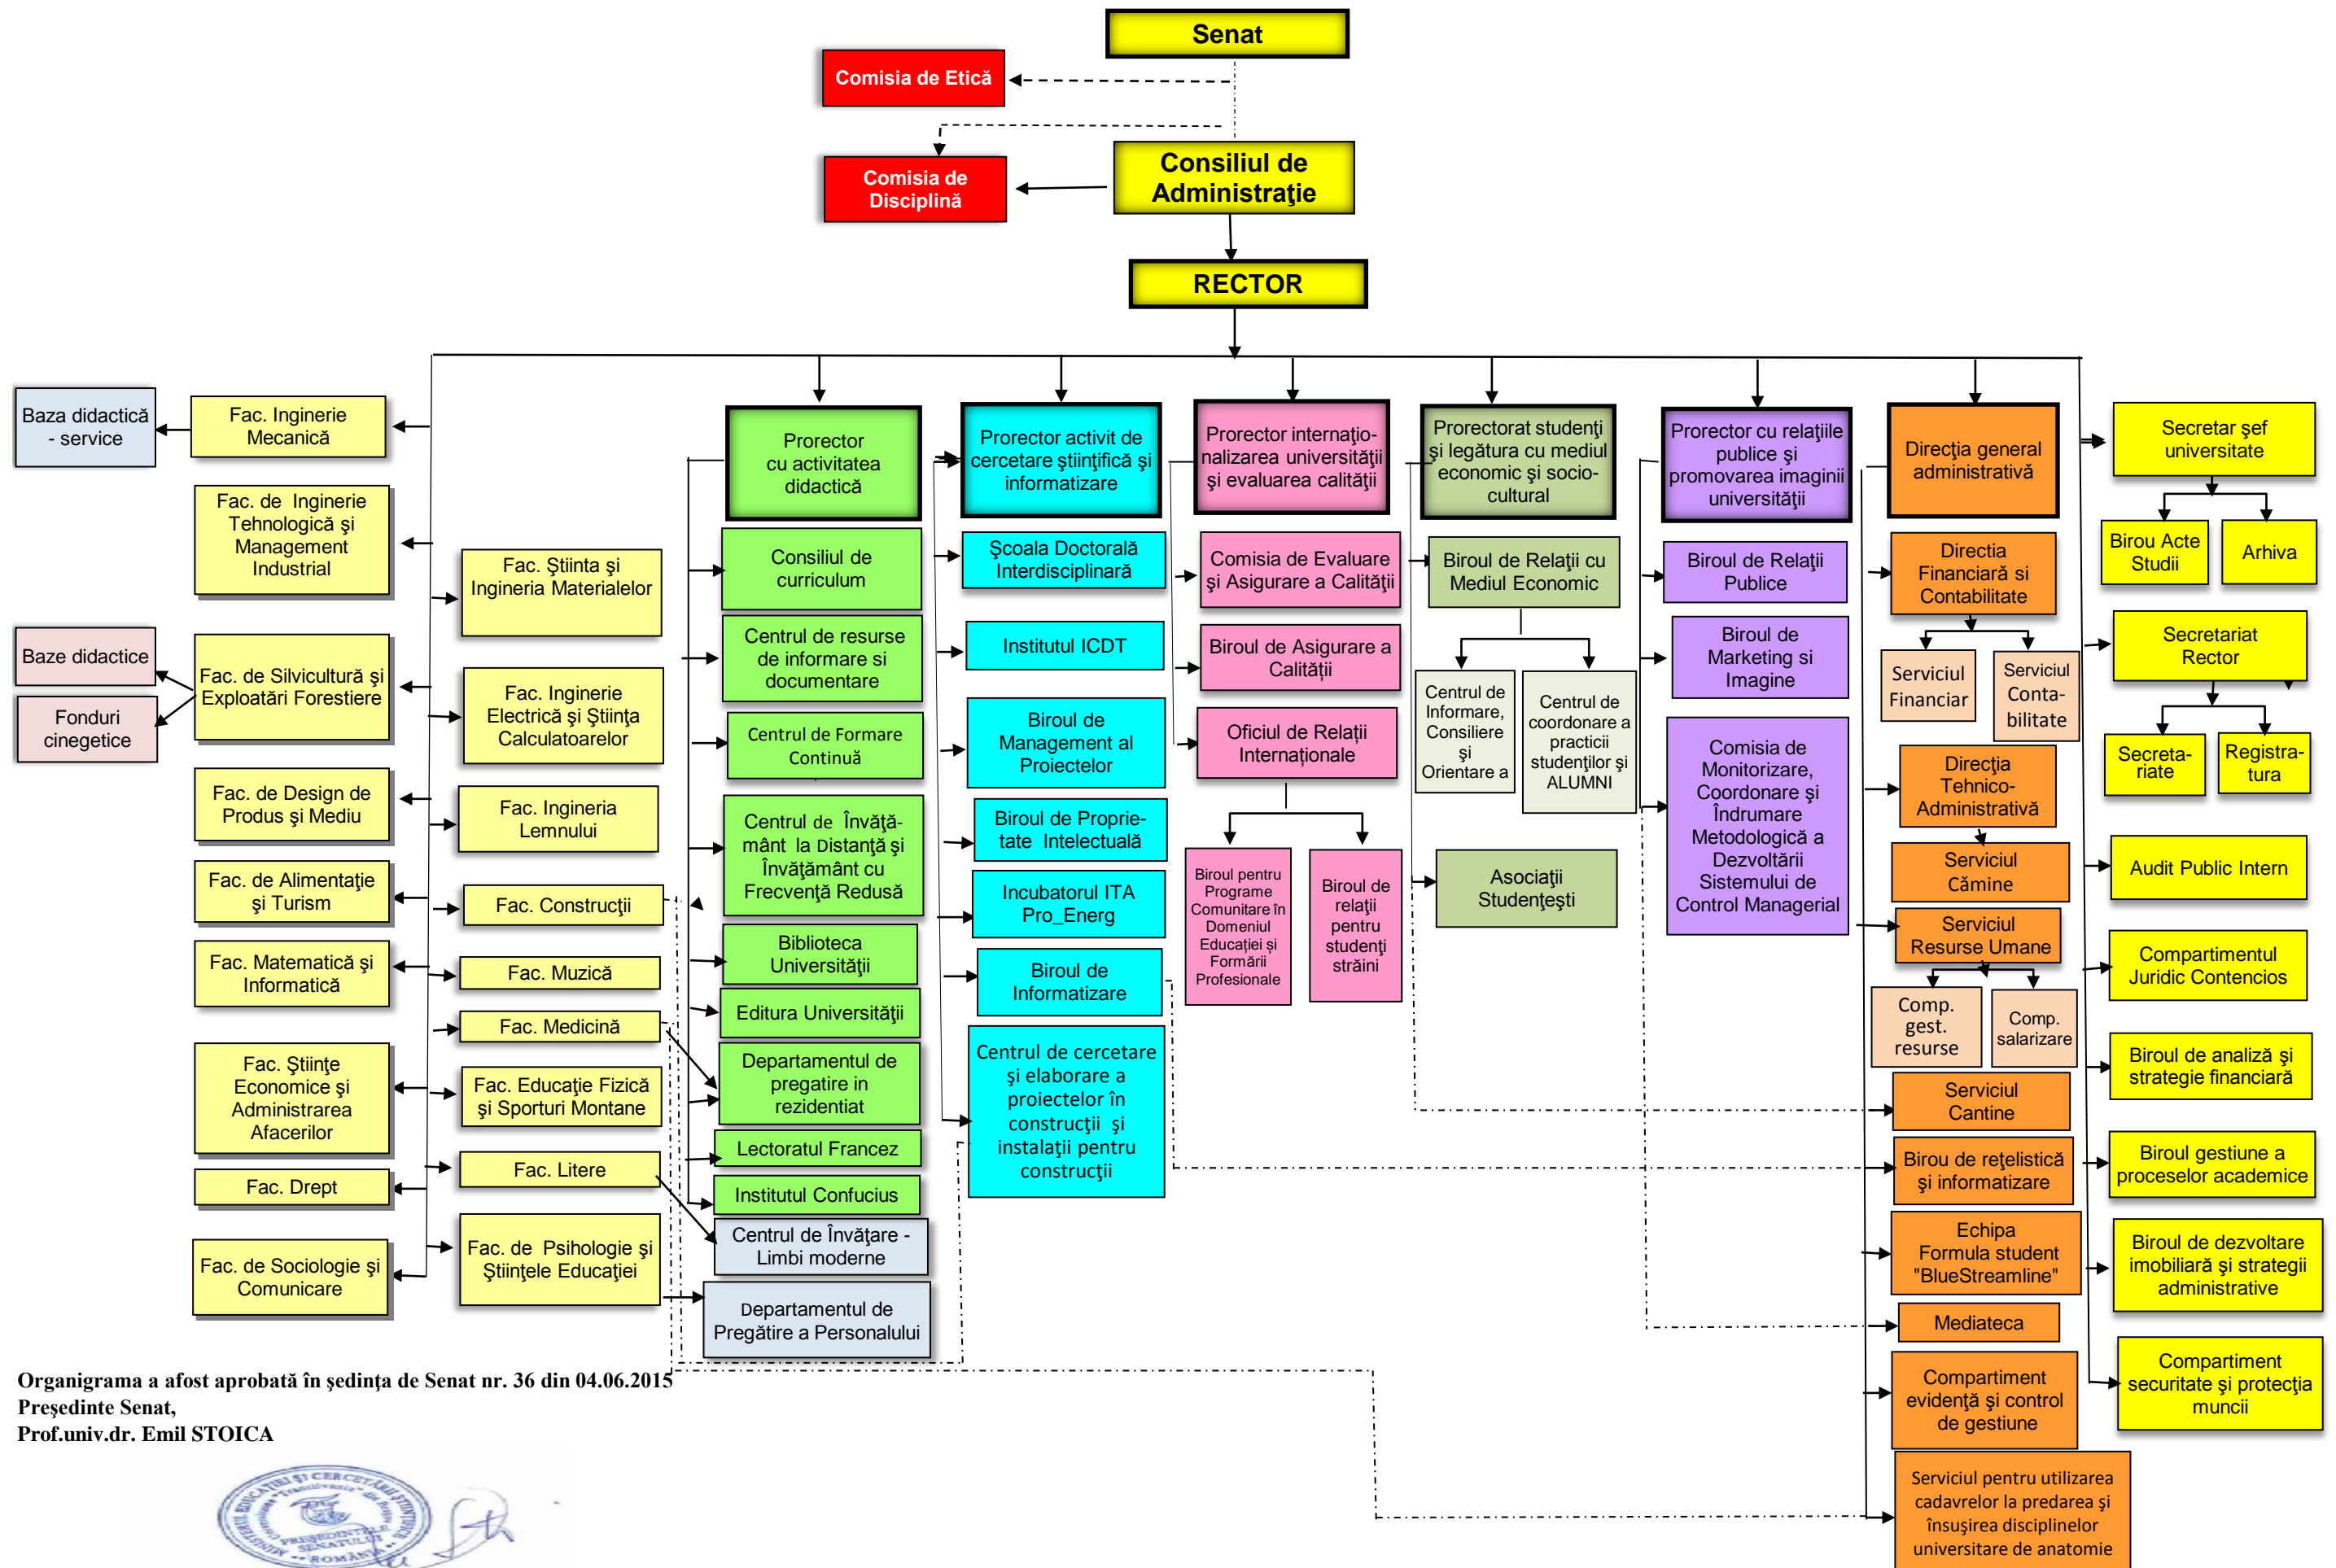 Senat
Comisia de Etică
Comisia de
Disciplină
Consiliul de
Administraţie
RECTOR
Baza didactică
- service
Fac. Inginerie
Mecanică
Fac. de Inginerie
Tehnologică şi
Management
Industrial
Baze didactice
Fonduri
cinegetice
Fac. de Silvicultură şi
Exploatări Forestiere
Fac. de Design de
Produs şi Mediu
Fac. de Alimentaţie
şi Turism
Fac. Matematică şi
Informatică
Fac. Ştiinţe
Economice şi
Administrarea
Afacerilor
Fac. Drept
Fac. de Sociologie şi
Comunicare
Fac. Ştiinta şi
Ingineria Materialelor
Fac. Inginerie
Electrică şi Ştiinţa
Calculatoarelor
Fac. Ingineria
Lemnului
Fac. Construcţii
Fac. Muzică
Fac. Medicină
Fac. Educaţie Fizică
şi Sporturi Montane
Fac. Litere
Fac. de Psihologie şi
Ştiinţele Educaţiei
Prorector
cu activitatea
didactică
Consiliul de
curriculum
Centrul de resurse
de informare si
documentare
Centrul de Formare
Continuă
Centrul de Învăţă-
mânt la Distanţă şi
Învăţământ cu
Frecvenţă Redusă
Biblioteca
Universităţii
Editura Universităţii
Departamentul de
pregatire in
rezidentiat
Lectoratul Francez
Institutul Confucius
Centrul de Învăţare -
Limbi moderne
Departamentul de
Pregătire a Personalului
Prorector activit de
cercetare ştiinţifică şi
informatizare
Şcoala Doctorală
Interdisciplinară
Institutul ICDT
Biroul de
Management al
Proiectelor
Biroul de Proprie-
tate Intelectuală
Incubatorul ITA
Pro_Energ
Biroul de
Informatizare
Centrul de cercetare
şi elaborare a
proiectelor în
construcţii şi
instalaţii pentru
construcţii
Prorector internaţio-
nalizarea universităţii
şi evaluarea calităţii
Comisia de Evaluare
şi Asigurare a Calităţii
Biroul de Asigurare a
Calității
Oficiul de Relații
Internaționale
Biroul pentru
Programe
Comunitare în
Domeniul
Educației și
Formării
Profesionale
Biroul de
relaţii
pentru
studenţi
străini
Prorectorat studenţi
şi legătura cu mediul
economic şi socio-
cultural
Biroul de Relaţii cu
Mediul Economic
Centrul de
Informare,
Consiliere
şi
Orientare a
Centrul de
coordonare a
practicii
studenţilor şi
ALUMNI
Asociaţii
Studenţeşti
Prorector cu relaţiile
publice şi
promovarea imaginii
universităţii
Biroul de Relaţii
Publice
Biroul de
Marketing si
Imagine
Comisia de
Monitorizare,
Coordonare şi
Îndrumare
Metodologică a
Dezvoltării
Sistemului de
Control Managerial
Direcţia general
administrativă
Directia
Financiară si
Contabilitate
Serviciul
Financiar
Serviciul
Conta-
bilitate
Direcţia
Tehnico-
Administrativă
Serviciul
Cămine
Serviciul
Resurse Umane
Comp.
gest.
resurse
Comp.
salarizare
Serviciul
Cantine
Birou de reţelistică
şi informatizare
Echipa
Formula student
"BlueStreamline"
Mediateca
Compartiment
evidenţă şi control
de gestiune
Serviciul pentru utilizarea
cadavrelor la predarea şi
însuşirea disciplinelor
universitare de anatomie
Secretar şef
universitate
Birou Acte
Studii
Arhiva
Secretariat
Rector
Secreta-
riate
Registra-
tura
Audit Public Intern
Compartimentul
Juridic Contencios
Biroul de analiză şi
strategie financiară
Biroul gestiune a
proceselor academice
Biroul de dezvoltare
imobiliară şi strategii
administrative
Compartiment
securitate şi protecţia
muncii
Organigrama a afost aprobată în şedinţa de Senat nr. 36 din 04.06.2015
Preşedinte Senat,
Prof.univ.dr. Emil STOICA
MINISTERUL EDUCAŢIEI ŞI CERCETĂRII ŞTIINŢIFICE
PREŞEDINTELE
SENATULUI
ROMÂNIA